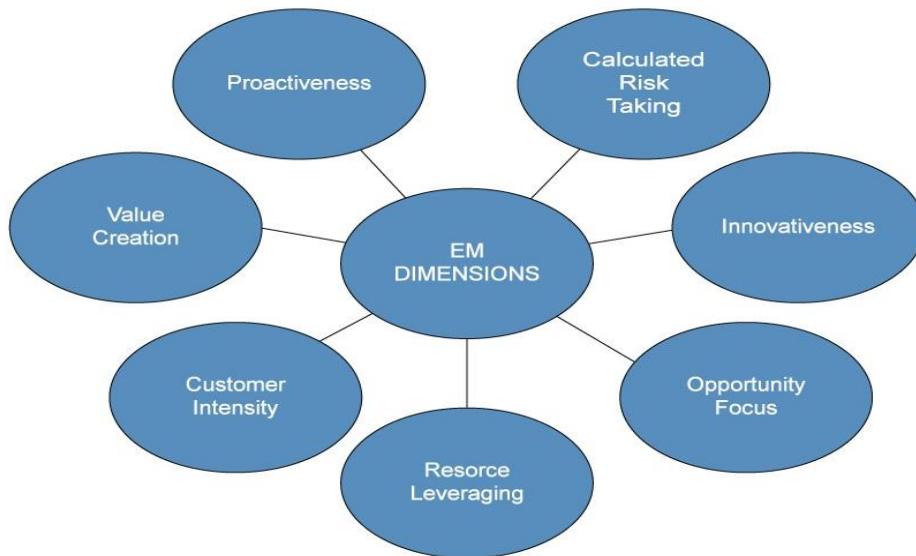 Proactiveness
Calculated
Risk
Taking
Value
Creation
EM
DIMENSIONS
Innovativeness
Customer
Intensity
Opportunity
Focus
Resorce
Leveraging